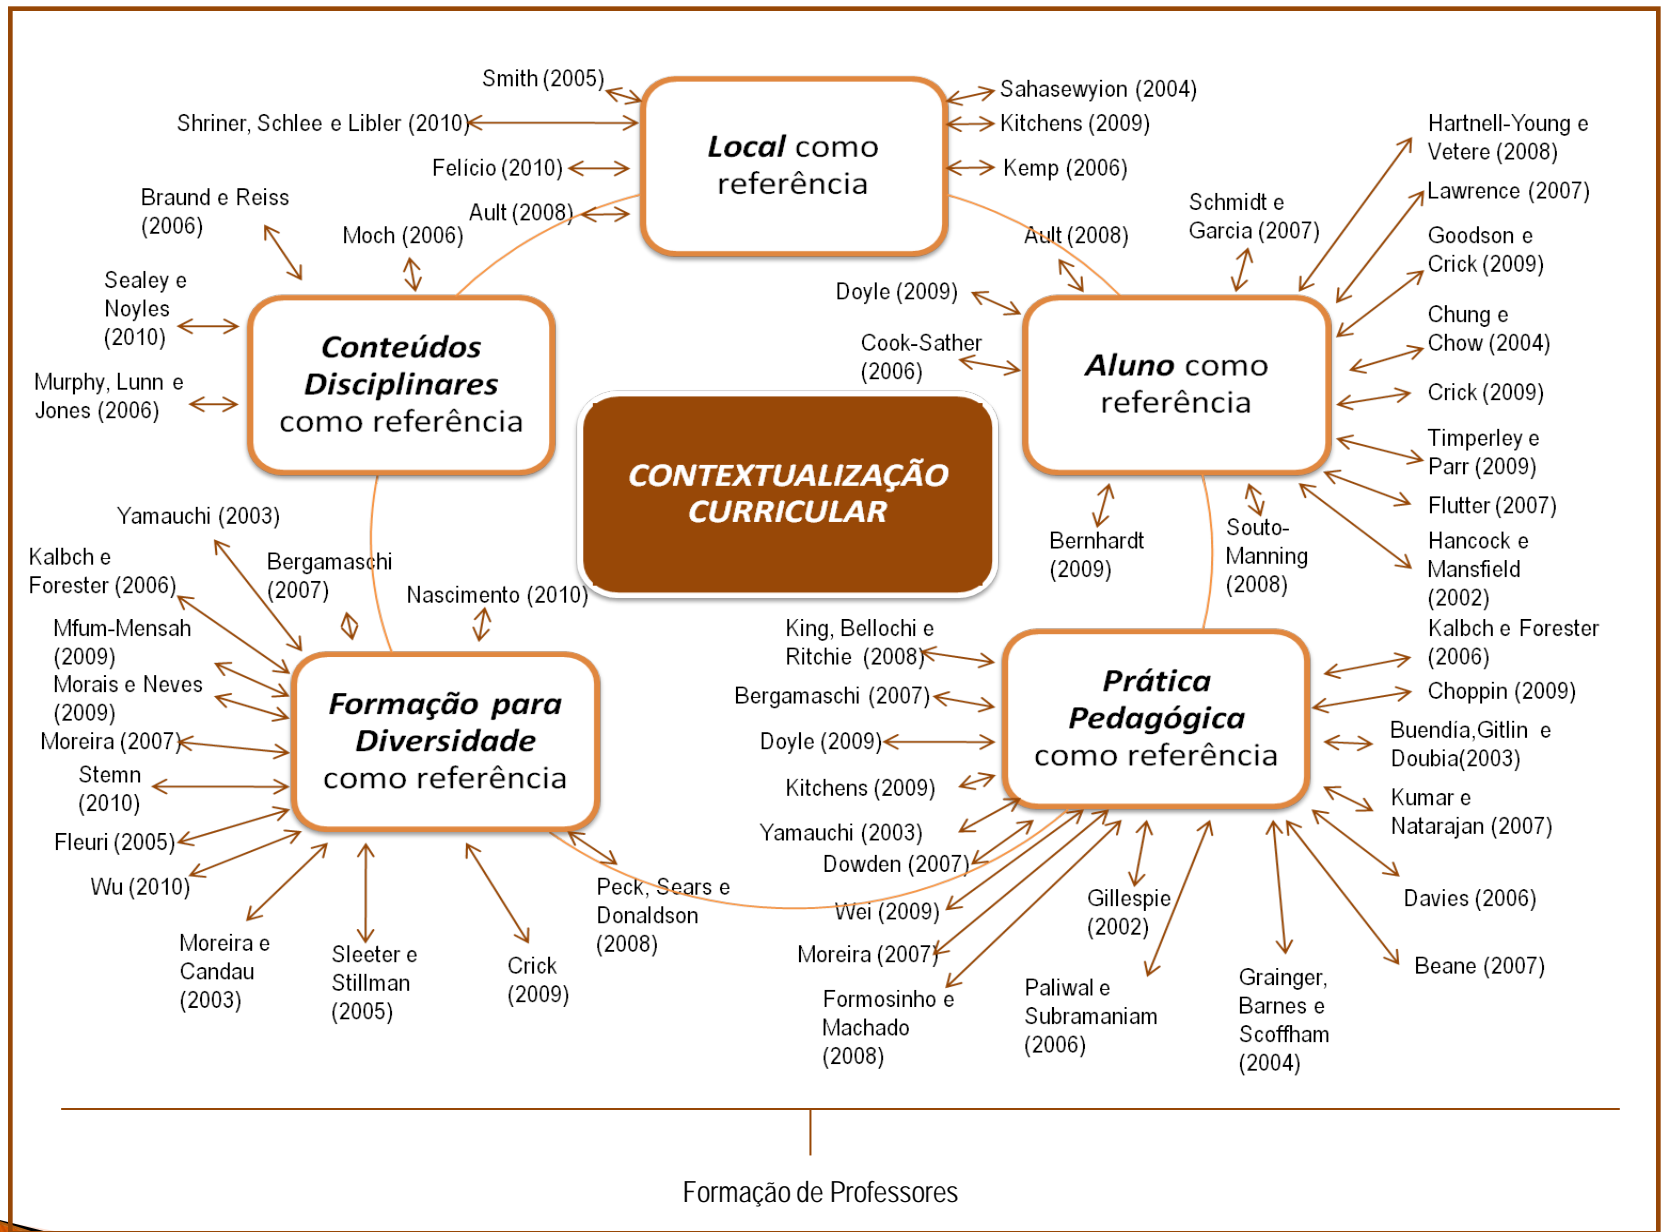 Smith (2005)
Shriner, Schlee e Libler (2010)
Felício (2010)
Ault (2008)
Local como
referência
Sahasewyion (2004)
Kitchens (2009)
Kemp (2006)
Braund e Reiss
(2006)
Moch (2006)
Sealey e
Noyles
(2010)
Murphy, Lunn e
Jones (2006)
Conteúdos
Disciplinares
como referência
Ault (2008)
Schmidt e
Garcia (2007)
Doyle (2009)
Cook-Sather
(2006)
Aluno como
referência
Hartnell-Young e
Vetere (2008)
Lawrence (2007)
Goodson e
Crick (2009)
Chung e
Chow (2004)
Crick (2009)
Timperley e
Parr (2009)
Flutter (2007)
Hancock e
Mansfield
(2002)
Bernhardt
(2009)
Souto-
Manning
(2008)
CONTEXTUALIZAÇÃO
CURRICULAR
Yamauchi (2003)
Kalbch e
Forester (2006)
Bergamaschi
(2007)
Nascimento (2010)
Mfum-Mensah
(2009)
Morais e Neves
(2009)
Moreira (2007)
Stemn
(2010)
Fleuri (2005)
Wu (2010)
Formação para
Diversidade
como referência
Moreira e
Candau
(2003)
Sleeter e
Stillman
(2005)
Crick
(2009)
Peck, Sears e
Donaldson
(2008)
King, Bellochi e
Ritchie (2008)
Bergamaschi (2007)
Doyle (2009)
Kitchens (2009)
Yamauchi (2003)
Dowden (2007)
Wei (2009)
Moreira (2007)
Formosinho e
Machado
(2008)
Prática
Pedagógica
como referência
Kalbch e Forester
(2006)
Choppin (2009)
Buendía,Gitlin e
Doubia(2003)
Kumar e
Natarajan (2007)
Davies (2006)
Beane (2007)
Gillespie
(2002)
Paliwal e
Subramaniam
(2006)
Grainger,
Barnes e
Scoffham
(2004)
Formação de Professores